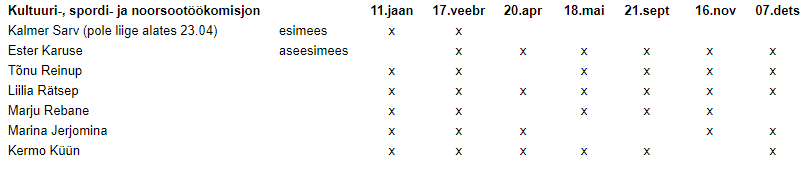 Kultuuri-, spordi- ja noorsootöökomisjon 11.jaan 17.veebr 20.apr 18.mai 21.sept 16.nov 07.dets
Kalmer Sarv (pole liige alates 23.04) esimees x x
Ester Karuse aseesimees x x x x x x
Tõnu Reinup x x x x x x
Liilia Rätsep x x x x x x x
Marju Rebane x x x x x
Marina Jerjomina x x x x x
Kermo Küün x x x x x x